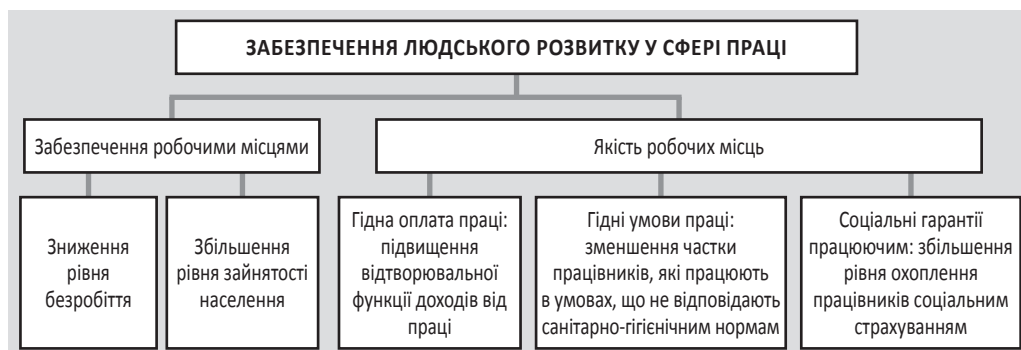 ЗАБЕЗПЕЧЕННЯ ЛЮДСЬКОГО РОЗВИТКУ У СФЕРІ ПРАЦІ
Забезпечення робочими місцями
Якість робочих місць
Зниження
рівня
безробіття
Збільшення
рівня зайнятості
населення
Гідна оплата праці:
підвищення
відтворювальної
функції доходів від
праці
Гідні умови праці:
зменшення частки
працівників, які працюють
в умовах, що не відповідають
санітарно-гігієнічним нормам
Соціальні гарантії
працюючим: збільшення
рівня охоплення
працівників соціальним
страхуванням